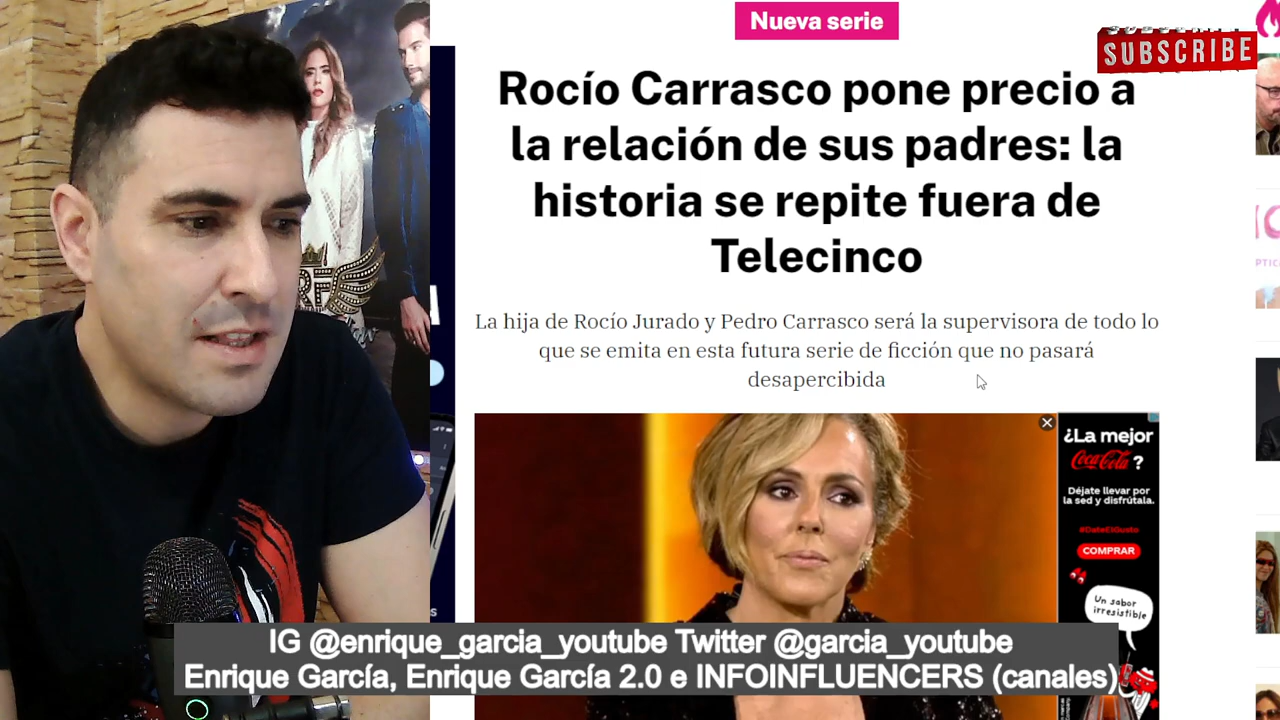 Nueva serie
SUBSCRIBE
Rocío Carrasco pone precio a
la relación de sus padres: la
historia se repite fuera de
Telecinco
La hija de Rocío Jurado y Pedro Carrasco será la supervisora de todo lo
que se emita en esta futura serie de ficción que no pasará
desapercibida
¿La mejor
Coca-Cola ?
Déjate llevar por
la sed y disfrútala.
#DateElGusto
COMPRAR
Un sabor
irresistible
IG @enrique_garcia_youtube Twitter @garcia_youtube
Enrique García, Enrique García 2.0 e INFOINFLUENCERS (canales)